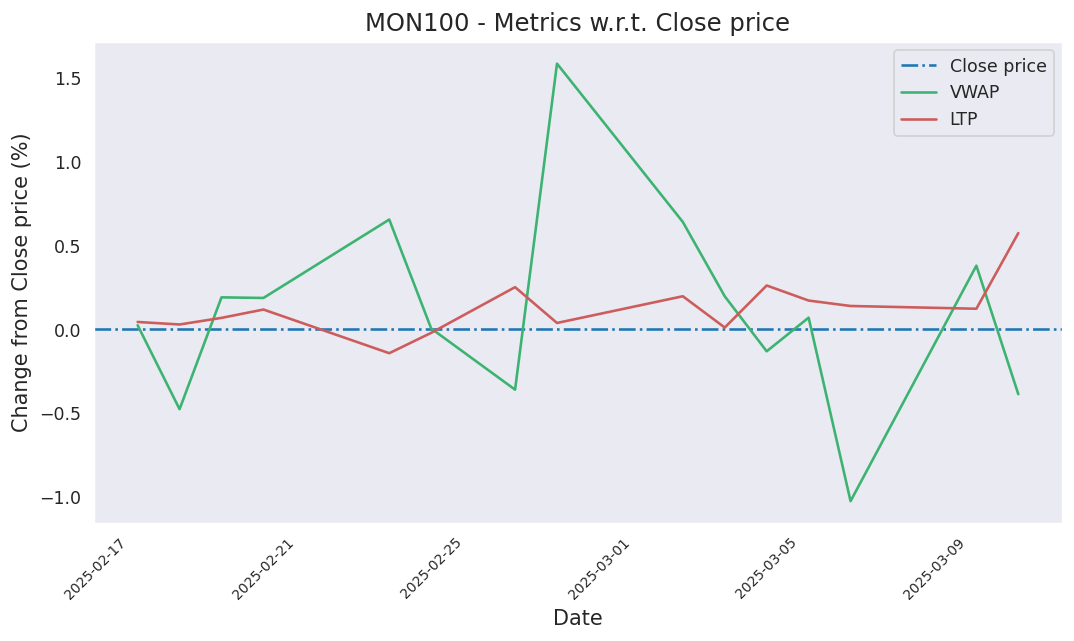 MON100 - Metrics w.r.t. Close price
Close price
VWAP
LTP
Change from Close price (%)
1.5
1.0
0.5
0.0
−0.5
−1.0
2025-02-17
2025-02-21
2025-02-25
2025-03-01
2025-03-05
2025-03-09
Date